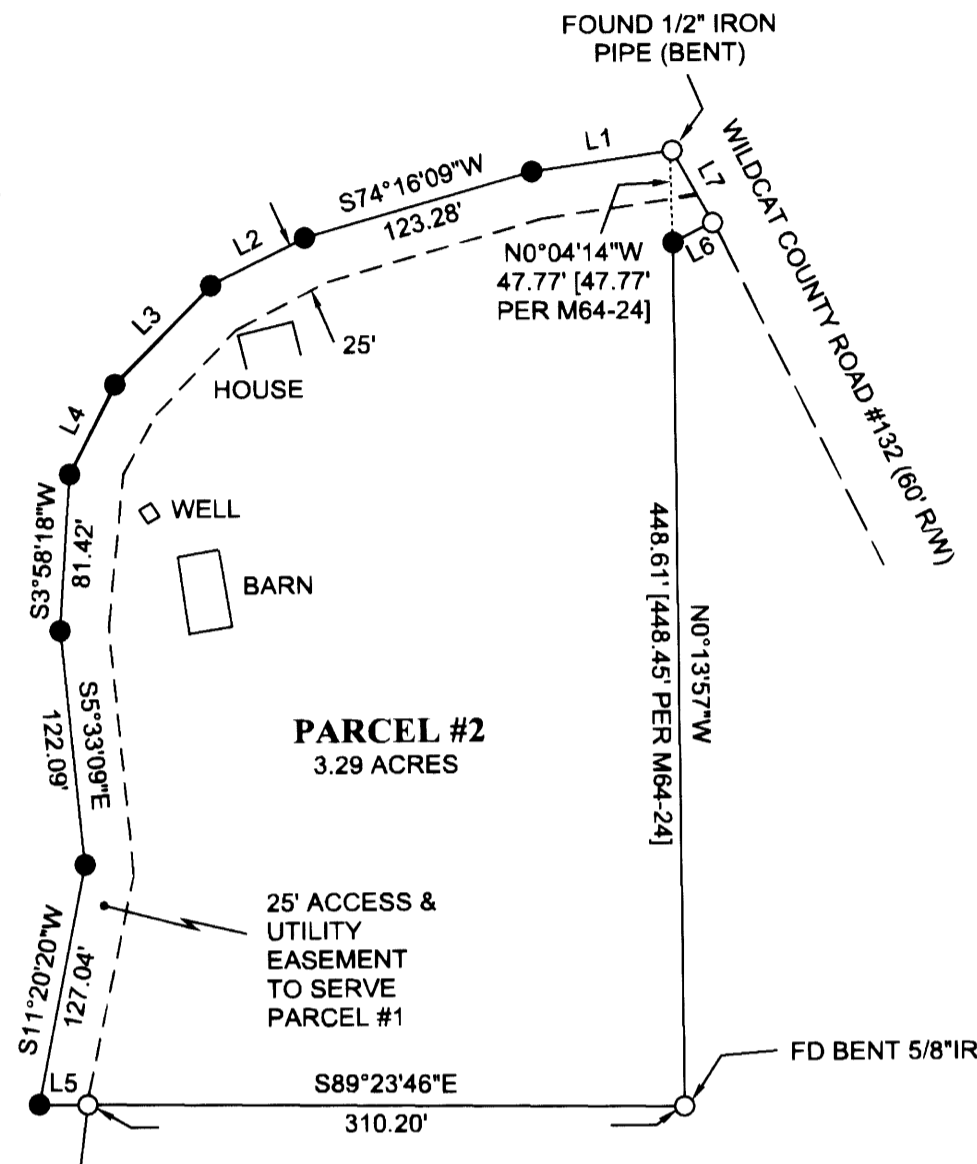 FOUND 1/2" IRON
PIPE (BENT)
WILDCAT COUNTY ROAD #132 (60' R/W)
L1
L7
S74°16'09"W
123.28'
L2
L6
N0°04'14"W
47.77' [47.77'
PER M64-24]
L3
25'
HOUSE
L4
WELL
S3°58'18"W
81.42'
BARN
448.61' [448.45' PER M64-24]
N0°13'57"W
S5°33'09"E
122.09'
PARCEL #2
3.29 ACRES
25' ACCESS &
UTILITY
EASEMENT
TO SERVE
PARCEL #1
S11°20'20"W
127.04'
FD BENT 5/8"IR
L5
S89°23'46"E
310.20'